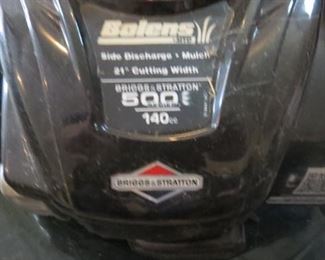 Bolens
Side Discharge • Mulch
21" Cutting Width
BRIGGS & STRATTON
500E
140cc
BRIGGS & STRATTON